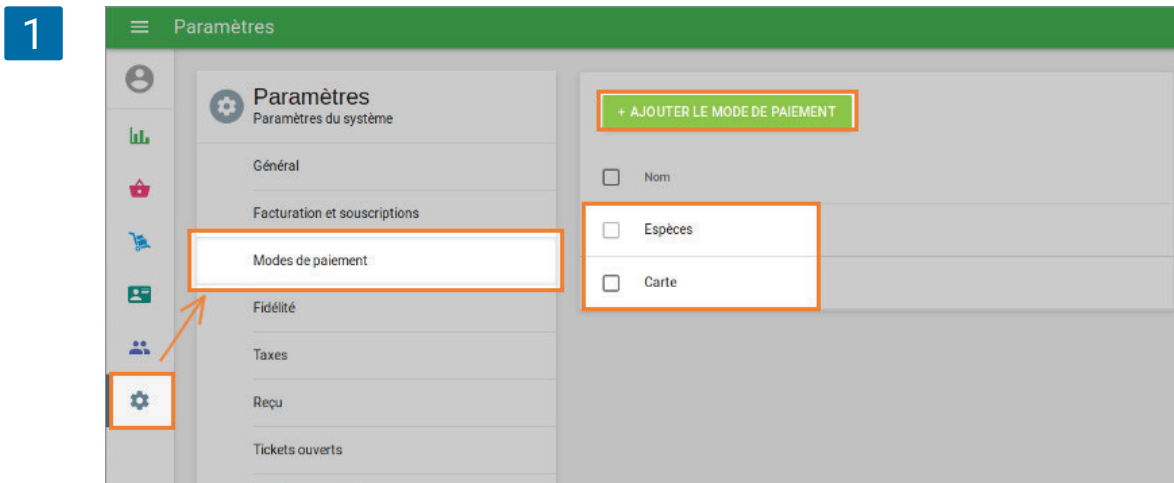 1
Paramètres
Paramètres
Paramètres du système
Général
Facturation et souscriptions
Modes de paiement
Fidélité
Taxes
Reçu
Tickets ouverts
+ AJOUTER LE MODE DE PAIEMENT
Nom
Espèces
Carte